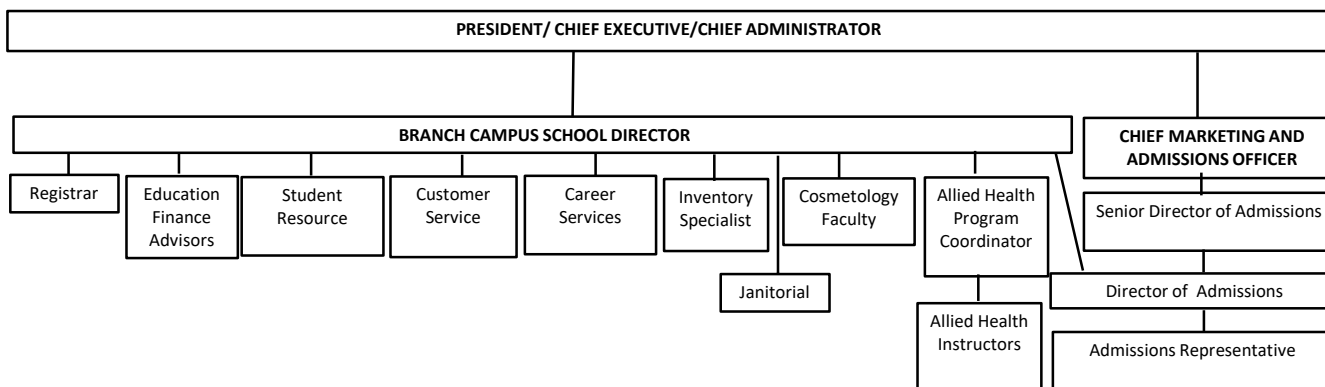 PRESIDENT/ CHIEF EXECUTIVE/CHIEF ADMINISTRATOR
BRANCH CAMPUS SCHOOL DIRECTOR
CHIEF MARKETING AND
ADMISSIONS OFFICER
Registrar
Education
Finance
Advisors
Student
Resource
Customer
Service
Career
Services
Inventory
Specialist
Cosmetology
Faculty
Allied Health
Program
Coordinator
Senior Director of Admissions
Janitorial
Director of  Admissions
Allied Health
Instructors
Admissions Representative